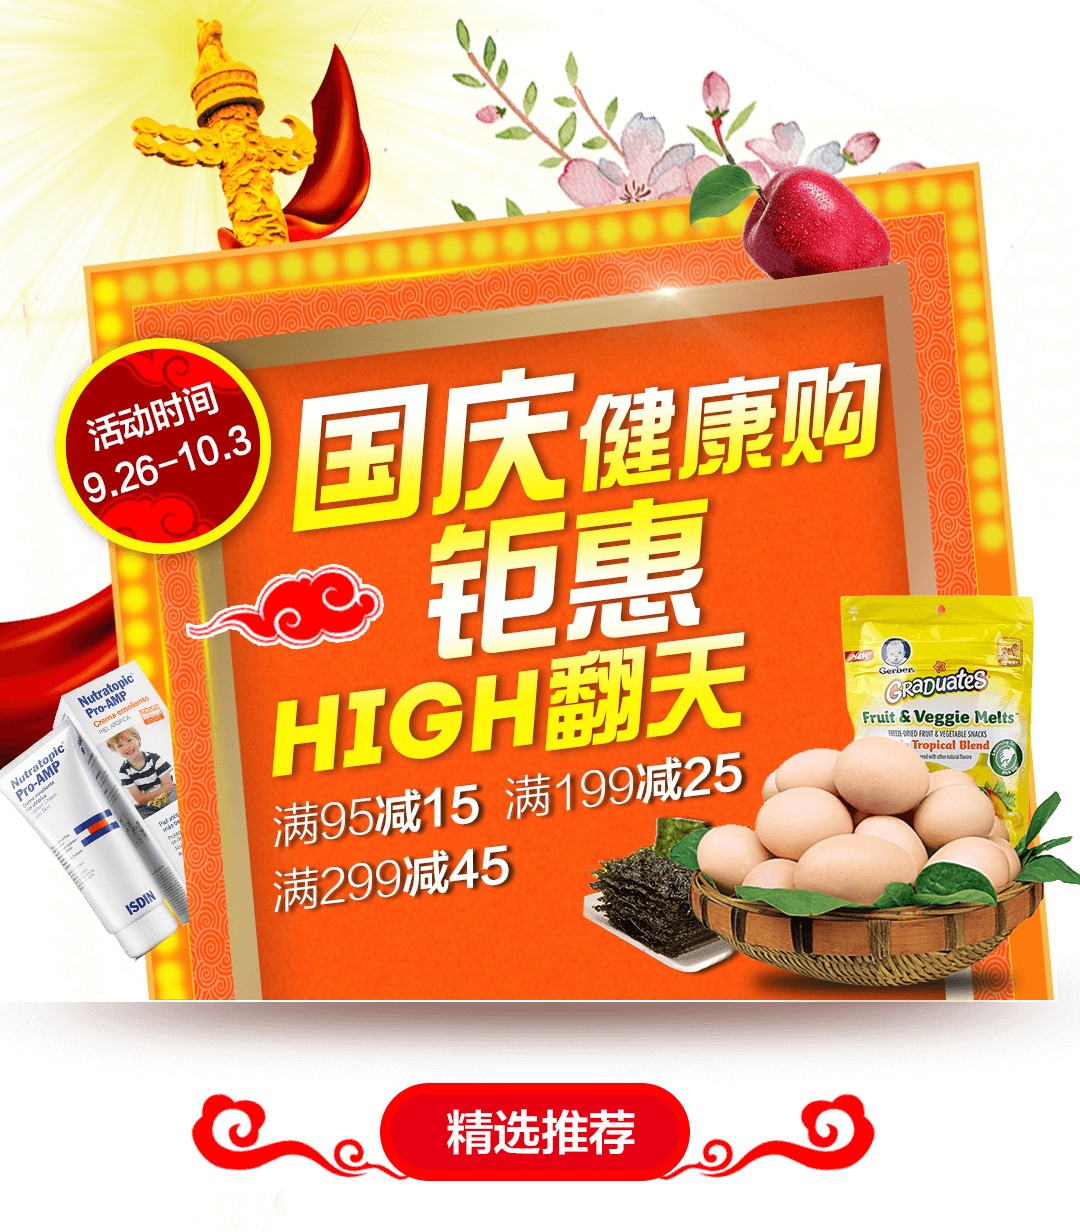 活动时间
9.26-10.3
国庆健康购
钜惠
HIGH翻天
满95减15 满199减25
满299减45
Nutratopic®
Pro-AMP
Crema emoliente
PIEL ATÓPICA
Nutratopic®
Pro-AMP
ISDIN
New!
Gerber
GRADUATES
Fruit & Veggie Melts
FREEZE-DRIED FRUIT & VEGETABLE SNACKS
Tropical Blend
精选推荐